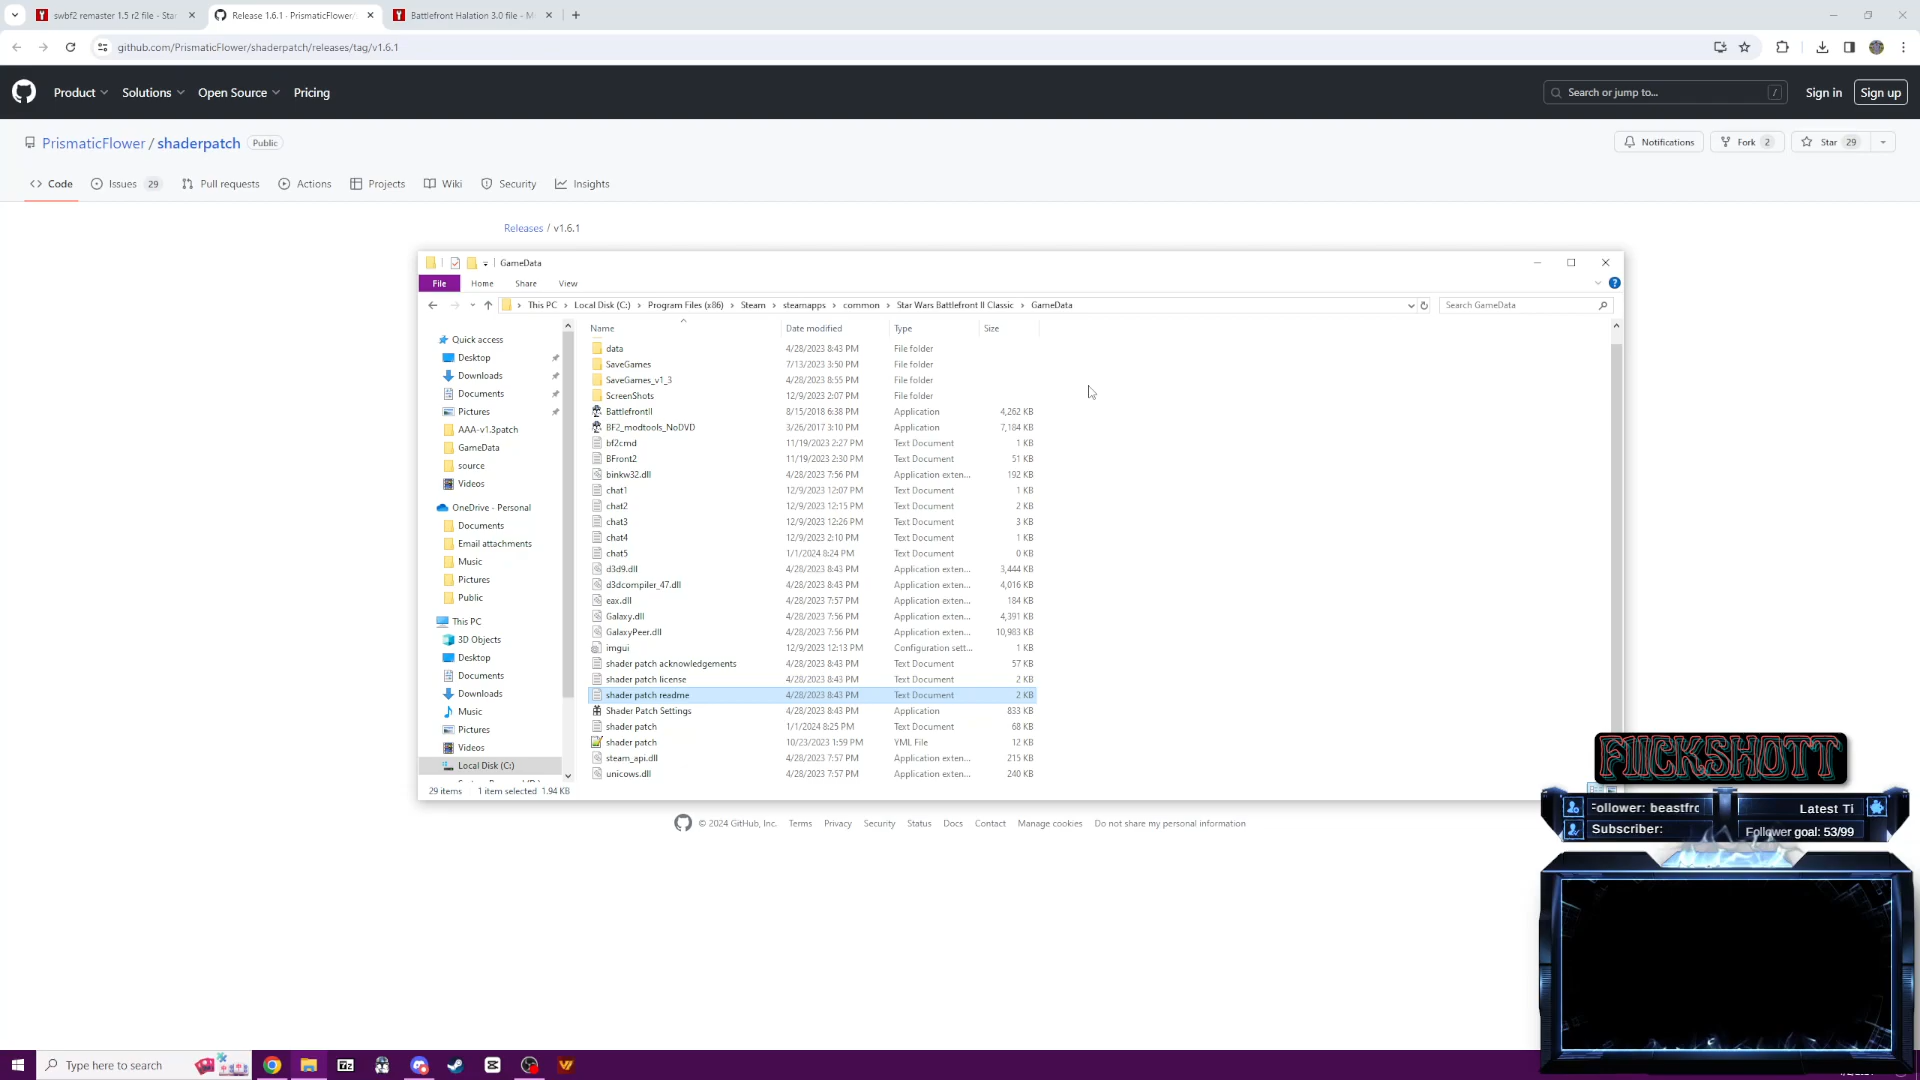 swbf2 remaster 1.5 r2 file - Star
Release 1.6.1 · PrismaticFlower/
Battlefront Halation 3.0 file - M
github.com/PrismaticFlower/shaderpatch/releases/tag/v1.6.1
Product
Solutions
Open Source
Pricing
Search or jump to...
/
Sign in
Sign up
PrismaticFlower / shaderpatch
Public
Notifications
Fork 2
Star 29
Code
Issues 29
Pull requests
Actions
Projects
Wiki
Security
Insights
Releases / v1.6.1
GameData
File
Home
Share
View
This PC > Local Disk (C:) > Program Files (x86) > Steam > steamapps > common > Star Wars Battlefront II Classic > GameData
Search GameData
Quick access
Desktop
Downloads
Documents
Pictures
AAA-v1.3patch
GameData
source
Videos
OneDrive - Personal
Documents
Email attachments
Music
Pictures
Public
This PC
3D Objects
Desktop
Documents
Downloads
Music
Pictures
Videos
Local Disk (C:)
Name Date modified Type Size
data 4/28/2023 8:43 PM File folder
SaveGames 7/13/2023 3:50 PM File folder
SaveGames_v1_3 4/28/2023 8:55 PM File folder
ScreenShots 12/9/2023 2:07 PM File folder
BattlefrontII 8/15/2018 6:38 PM Application 4,262 KB
BF2_modtools_NoDVD 3/26/2017 3:10 PM Application 7,184 KB
bf2cmd 11/19/2023 2:27 PM Text Document 1 KB
BFront2 11/19/2023 2:30 PM Text Document 51 KB
binkw32.dll 4/28/2023 7:56 PM Application exten... 192 KB
chat1 12/9/2023 12:07 PM Text Document 1 KB
chat2 12/9/2023 12:15 PM Text Document 2 KB
chat3 12/9/2023 12:26 PM Text Document 3 KB
chat4 12/9/2023 2:10 PM Text Document 1 KB
chat5 1/1/2024 8:24 PM Text Document 0 KB
d3d9.dll 4/28/2023 8:43 PM Application exten... 3,444 KB
d3dcompiler_47.dll 4/28/2023 8:43 PM Application exten... 4,016 KB
eax.dll 4/28/2023 7:57 PM Application exten... 184 KB
Galaxy.dll 4/28/2023 7:56 PM Application exten... 4,391 KB
GalaxyPeer.dll 4/28/2023 7:56 PM Application exten... 10,983 KB
imgui 12/9/2023 12:13 PM Configuration sett... 1 KB
shader patch acknowledgements 4/28/2023 8:43 PM Text Document 57 KB
shader patch license 4/28/2023 8:43 PM Text Document 2 KB
shader patch readme 4/28/2023 8:43 PM Text Document 2 KB
Shader Patch Settings 4/28/2023 8:43 PM Application 833 KB
shader patch 1/1/2024 8:25 PM Text Document 68 KB
shader patch 10/23/2023 1:59 PM YML File 12 KB
steam_api.dll 4/28/2023 7:57 PM Application exten... 215 KB
unicows.dll 4/28/2023 7:57 PM Application exten... 240 KB
29 items 1 item selected 1.94 KB
© 2024 GitHub, Inc. Terms Privacy Security Status Docs Contact Manage cookies Do not share my personal information
FlICKSHOTT
Follower: beastfrc
Latest Ti
Subscriber:
Follower goal: 53/99
Type here to search